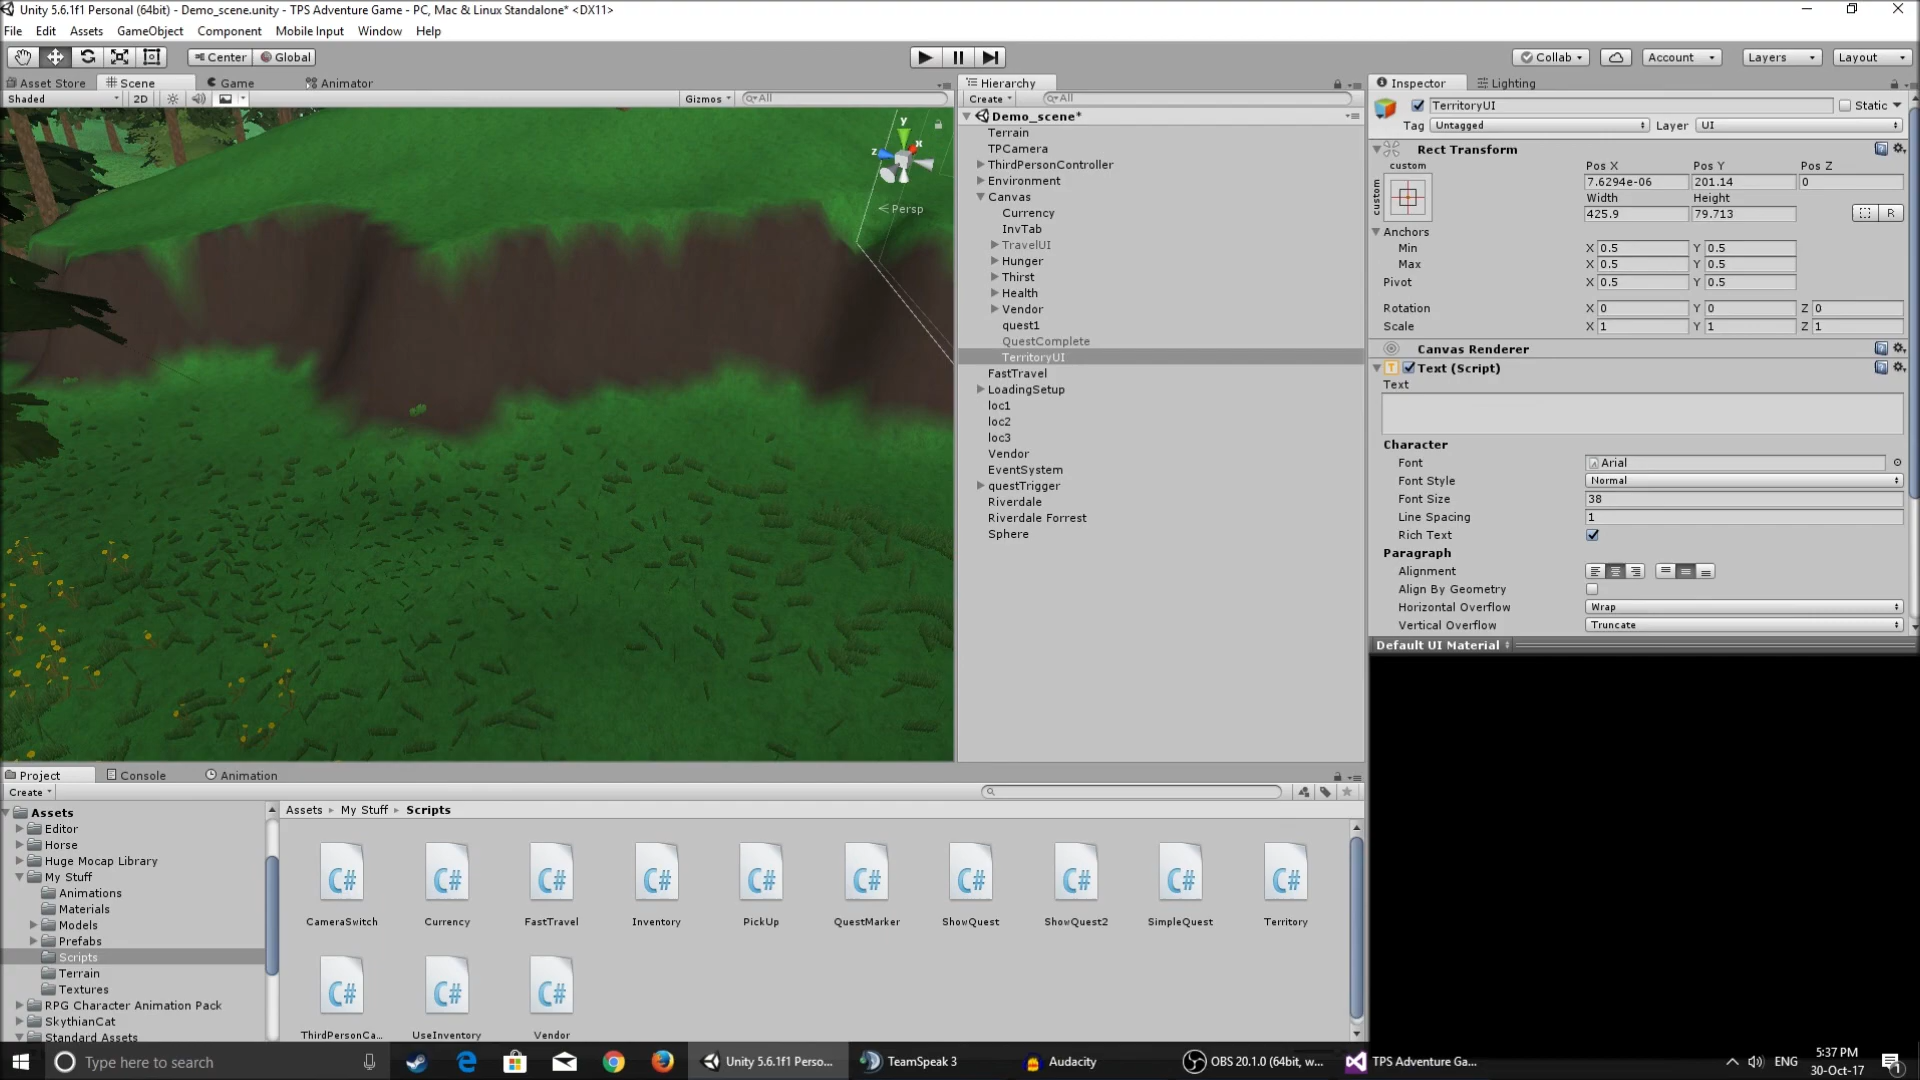 Unity 5.6.1f1 Personal (64bit) - Demo_scene.unity - TPS Adventure Game - PC, Mac & Linux Standalone* <DX11>
File Edit Assets GameObject Component Mobile Input Window Help
Center Global Collab Account Layers Layout
Asset Store Scene Game Animator
Shaded 2D Gizmos All
y
x
z
Persp
Hierarchy
Create All
Demo_scene*
Terrain
TPCamera
ThirdPersonController
Environment
Canvas
Currency
InvTab
TravelUI
Hunger
Thirst
Health
Vendor
quest1
QuestComplete
TerritoryUI
FastTravel
LoadingSetup
loc1
loc2
loc3
Vendor
EventSystem
questTrigger
Riverdale
Riverdale Forrest
Sphere
Inspector Lighting
TerritoryUI Static
Tag Untagged Layer UI
Rect Transform
custom Pos X Pos Y Pos Z
custom 7.6294e-06 201.14 0
Width Height
425.9 79.713 R
Anchors
Min X 0.5 Y 0.5
Max X 0.5 Y 0.5
Pivot X 0.5 Y 0.5
Rotation X 0 Y 0 Z 0
Scale X 1 Y 1 Z 1
Canvas Renderer
T Text (Script)
Text
Character
Font Arial
Font Style Normal
Font Size 38
Line Spacing 1
Rich Text
Paragraph
Alignment
Align By Geometry
Horizontal Overflow Wrap
Vertical Overflow Truncate
Default UI Material
Project Console Animation
Create
Assets
Editor
Horse
Huge Mocap Library
My Stuff
Animations
Materials
Models
Prefabs
Scripts
Terrain
Textures
RPG Character Animation Pack
SkythianCat
Standard Assets
Assets My Stuff Scripts
C# C# C# C# C# C# C# C# C# C#
CameraSwitch Currency FastTravel Inventory PickUp QuestMarker ShowQuest ShowQuest2 SimpleQuest Territory
C# C# C#
ThirdPersonCa... UseInventory Vendor
Type here to search Unity 5.6.1f1 Perso... TeamSpeak 3 Audacity OBS 20.1.0 (64bit, w... TPS Adventure Ga... ENG 5:37 PM
30-Oct-17 1